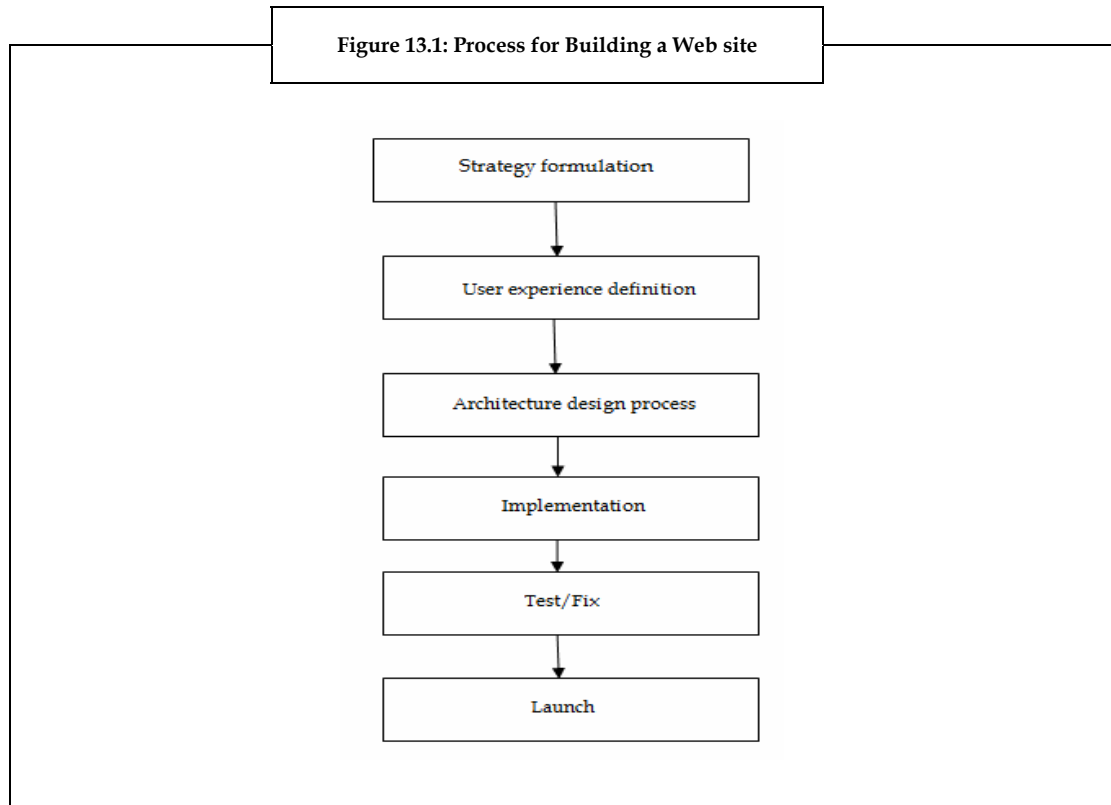 Figure 13.1: Process for Building a Web site
Strategy formulation
User experience definition
Architecture design process
Implementation
Test/Fix
Launch